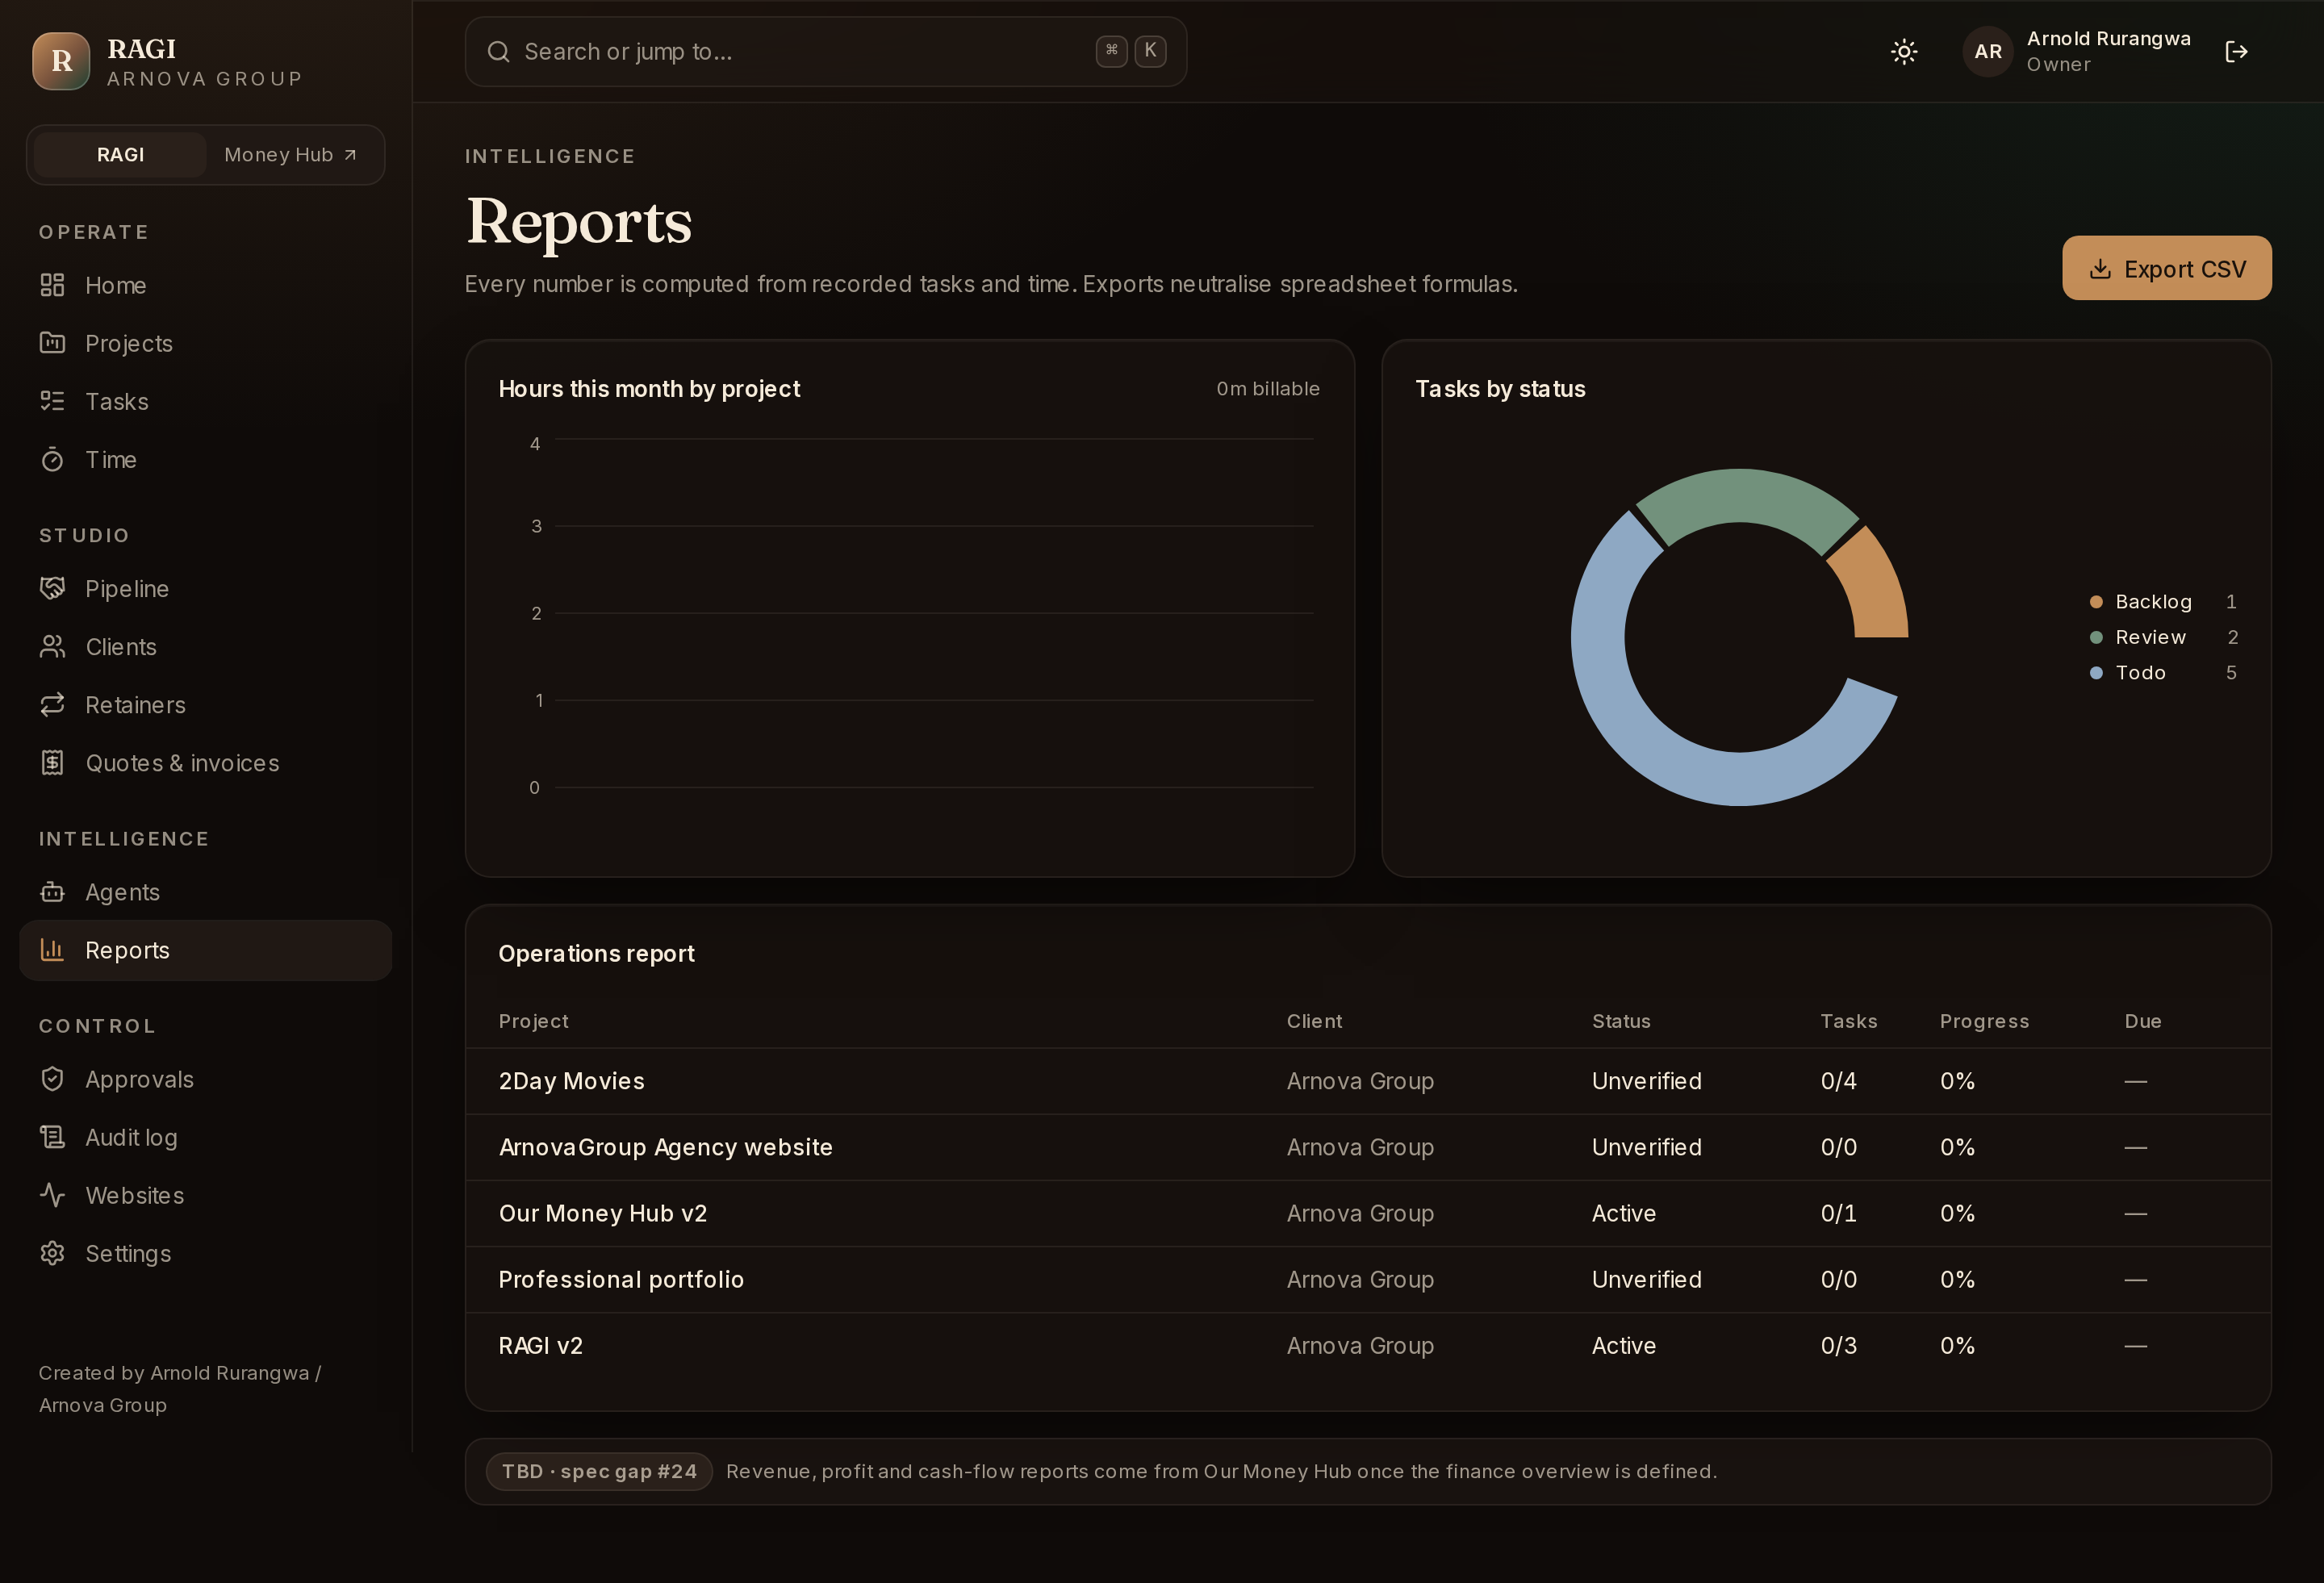 R
RAGI
ARNOVA GROUP
RAGI
Money Hub
OPERATE
Home
Projects
Tasks
Time
STUDIO
Pipeline
Clients
Retainers
Quotes & invoices
INTELLIGENCE
Agents
Reports
CONTROL
Approvals
Audit log
Websites
Settings
Created by Arnold Rurangwa /
Arnova Group
Search or jump to...
⌘ K
AR
Arnold Rurangwa
Owner
INTELLIGENCE
Reports
Every number is computed from recorded tasks and time. Exports neutralise spreadsheet formulas.
Export CSV
Hours this month by project
0m billable
4
3
2
1
0
Tasks by status
Backlog 1
Review 2
Todo 5
Operations report
Project Client Status Tasks Progress Due
2Day Movies Arnova Group Unverified 0/4 0% —
ArnovaGroup Agency website Arnova Group Unverified 0/0 0% —
Our Money Hub v2 Arnova Group Active 0/1 0% —
Professional portfolio Arnova Group Unverified 0/0 0% —
RAGI v2 Arnova Group Active 0/3 0% —
TBD · spec gap #24 Revenue, profit and cash-flow reports come from Our Money Hub once the finance overview is defined.